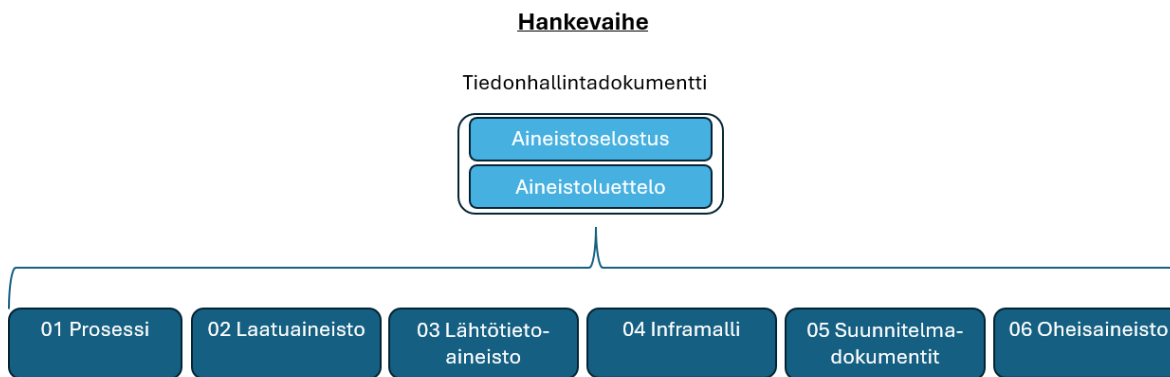 Hankevaihe
Tiedonhallintadokumentti
Aineistoselostus
Aineistoluettelo
01 Prosessi
02 Laatuaineisto
03 Lähtötieto-
aineisto
04 Inframalli
05 Suunnitelma-
dokumentit
06 Oheisaineisto